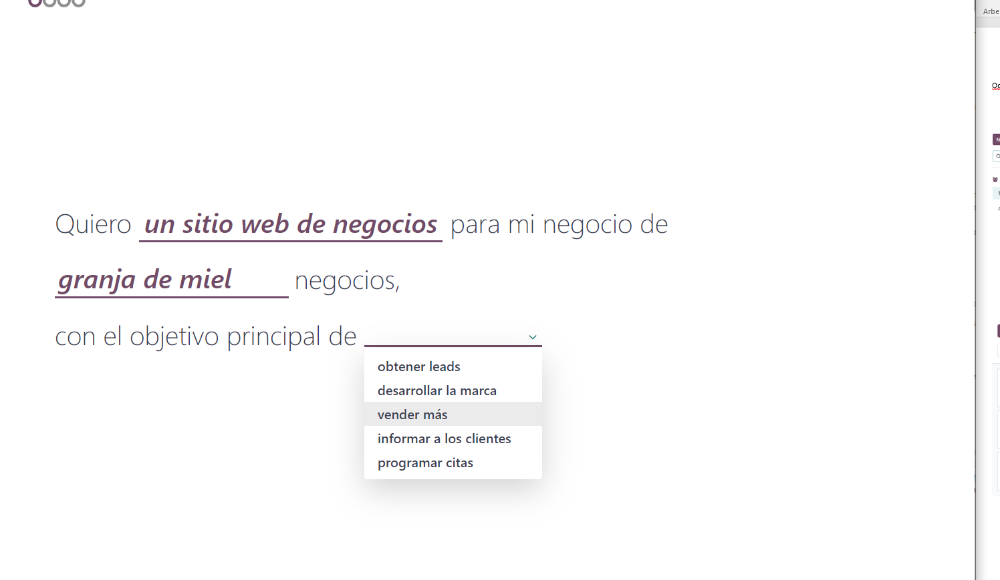 Quiero un sitio web de negocios para mi negocio de
granja de miel negocios,
con el objetivo principal de
obtener leads
desarrollar la marca
vender más
informar a los clientes
programar citas